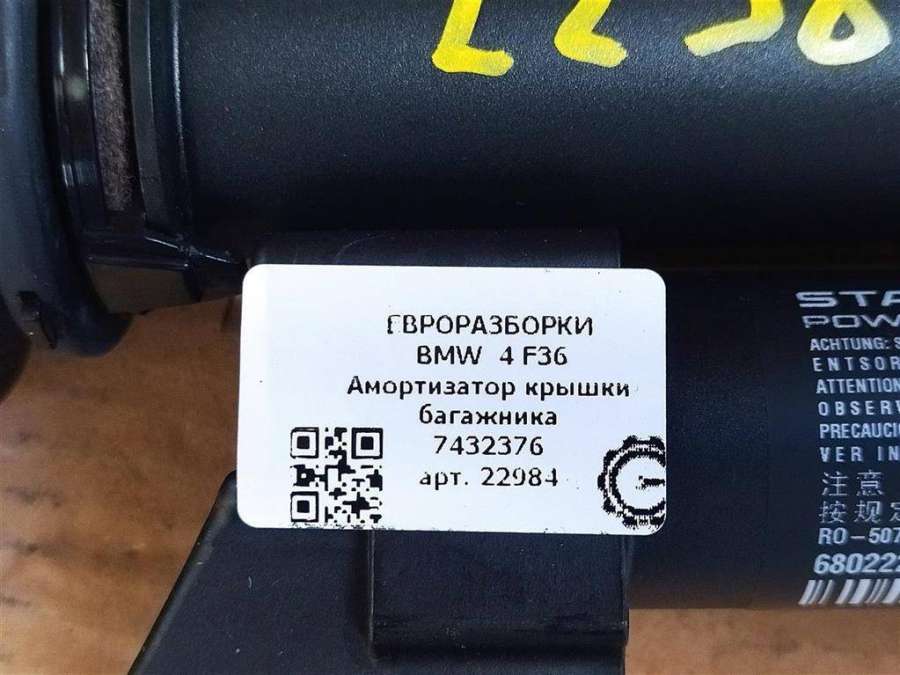 ЕВРОРАЗБОРКИ
BMW 4 F36
Амортизатор крышки
багажника
7432376
арт. 22984
STA
POW
ACHTUNG: S
ENTSOR
ATTENTION
OBSERV
PRECAUCI
VER IN
注意
按规定
RO-507
680222